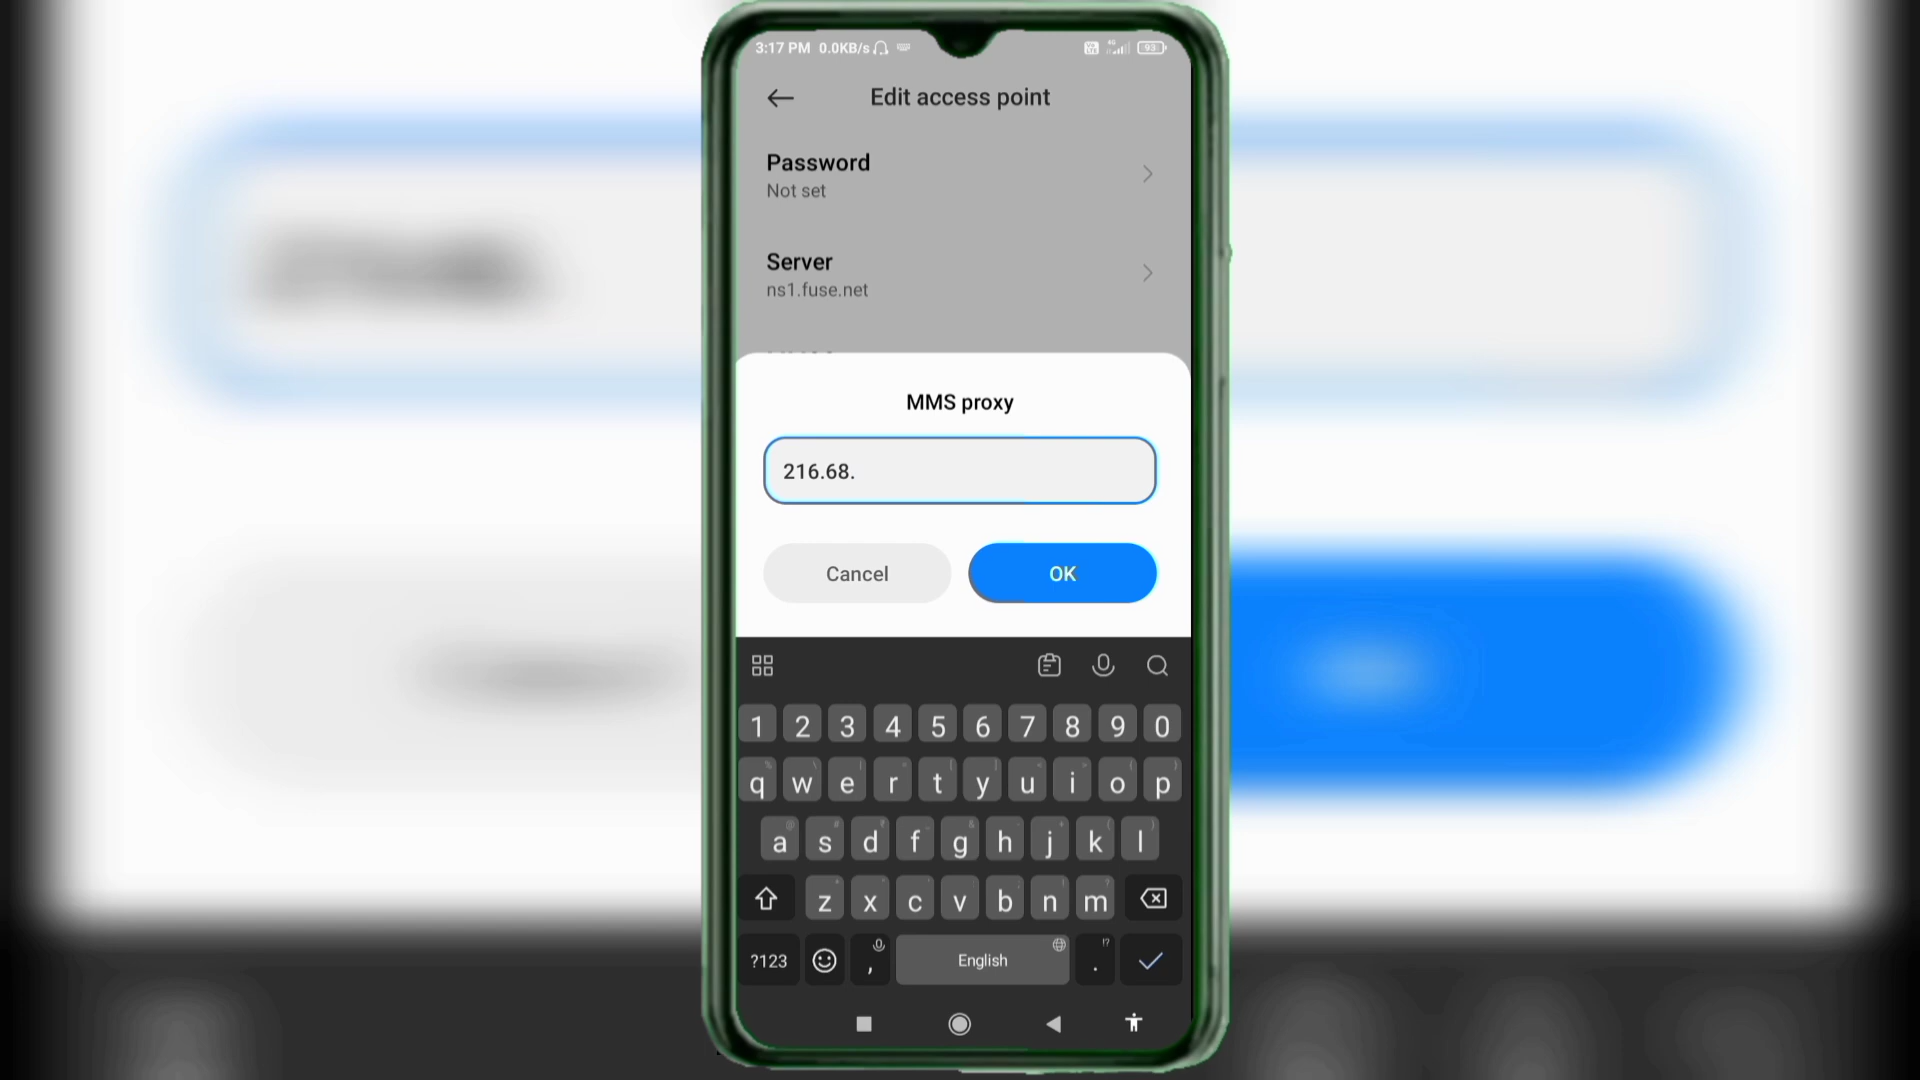 3:17 PM 0.0KB/s 93
Edit access point
Password
Not set
Server
ns1.fuse.net
MMS proxy
216.68.
Cancel OK
1 2 3 4 5 6 7 8 9 0
q w e r t y u i o p
a s d f g h j k l
z x c v b n m
?123 , English .